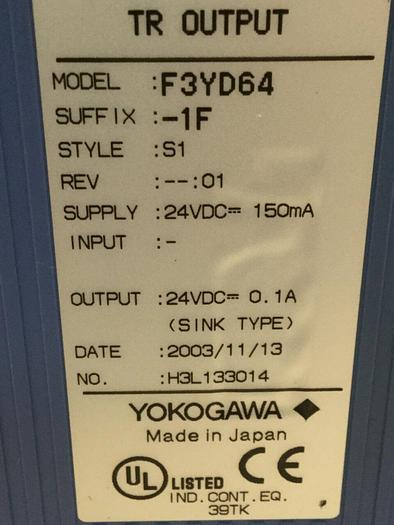 TR OUTPUT
MODEL :F3YD64
SUFFIX :-1F
STYLE :S1
REV :--:01
SUPPLY :24VDC⎓ 150mA
INPUT :-
OUTPUT :24VDC⎓ 0.1A
(SINK TYPE)
DATE :2003/11/13
NO. :H3L133014
YOKOGAWA ◆
Made in Japan
UL LISTED CE
IND.CONT.EQ.
39TK